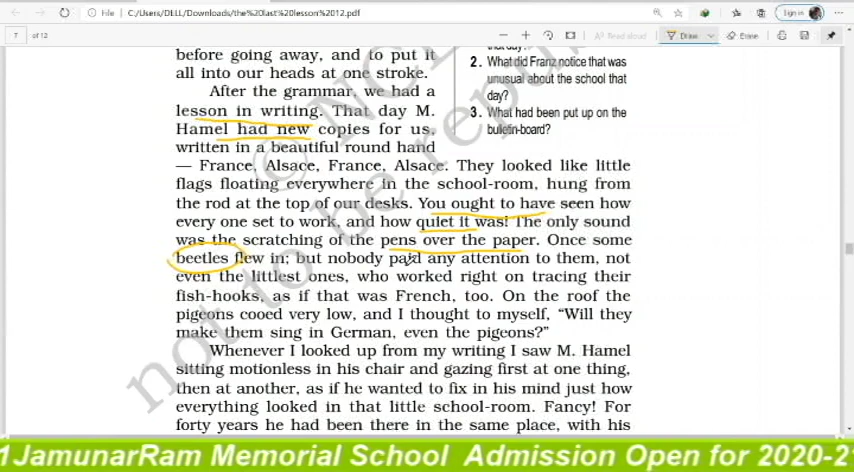 File | C:/Users/DELL/Downloads/the%20last%20lesson%2012.pdf
Sign in
7 of 12
Read aloud
Draw
Erase
before going away, and to put it
all into our heads at one stroke.
After the grammar, we had a
lesson in writing. That day M.
Hamel had new copies for us,
written in a beautiful round hand
— France, Alsace, France, Alsace. They looked like little
flags floating everywhere in the school-room, hung from
the rod at the top of our desks. You ought to have seen how
every one set to work, and how quiet it was! The only sound
was the scratching of the pens over the paper. Once some
beetles flew in; but nobody paid any attention to them, not
even the littlest ones, who worked right on tracing their
fish-hooks, as if that was French, too. On the roof the
pigeons cooed very low, and I thought to myself, “Will they
make them sing in German, even the pigeons?”
Whenever I looked up from my writing I saw M. Hamel
sitting motionless in his chair and gazing first at one thing,
then at another, as if he wanted to fix in his mind just how
everything looked in that little school-room. Fancy! For
forty years he had been there in the same place, with his
that day?
2. What did Franz notice that was
unusual about the school that
day?
3. What had been put up on the
bulletin-board?
not to be repu
1JamunarRam Memorial School Admission Open for 2020-21